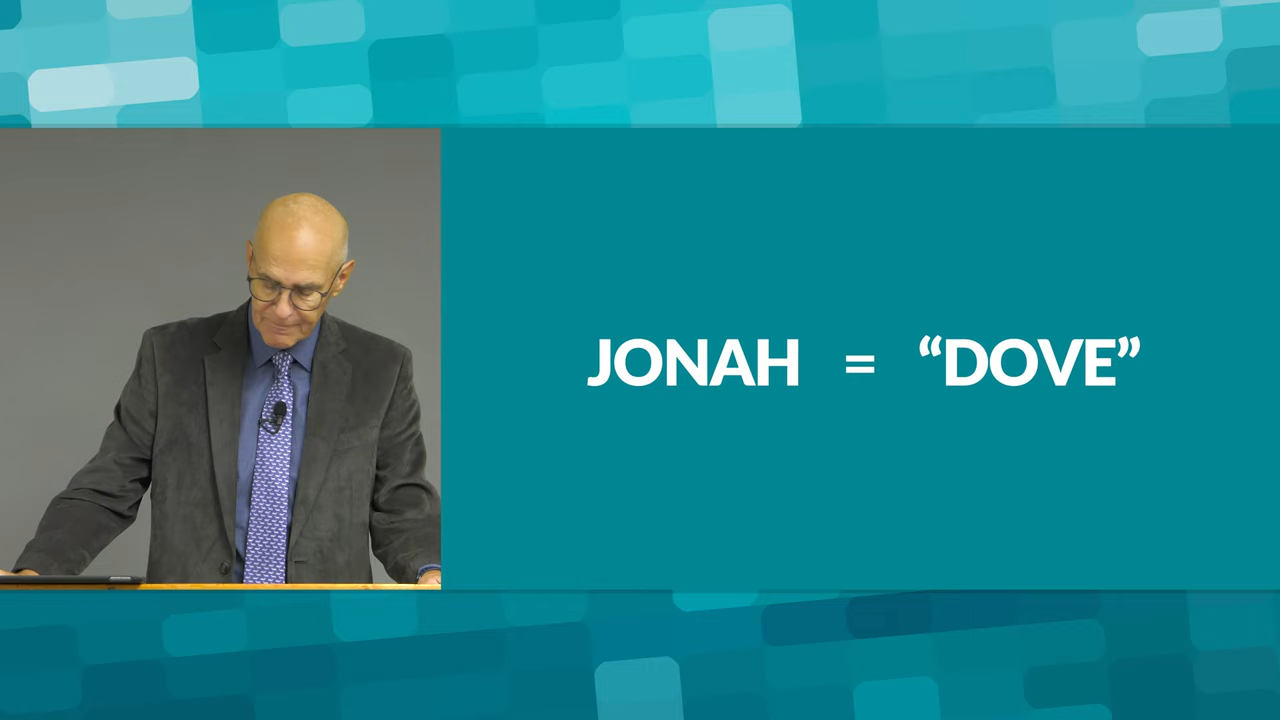 JONAH = “DOVE”